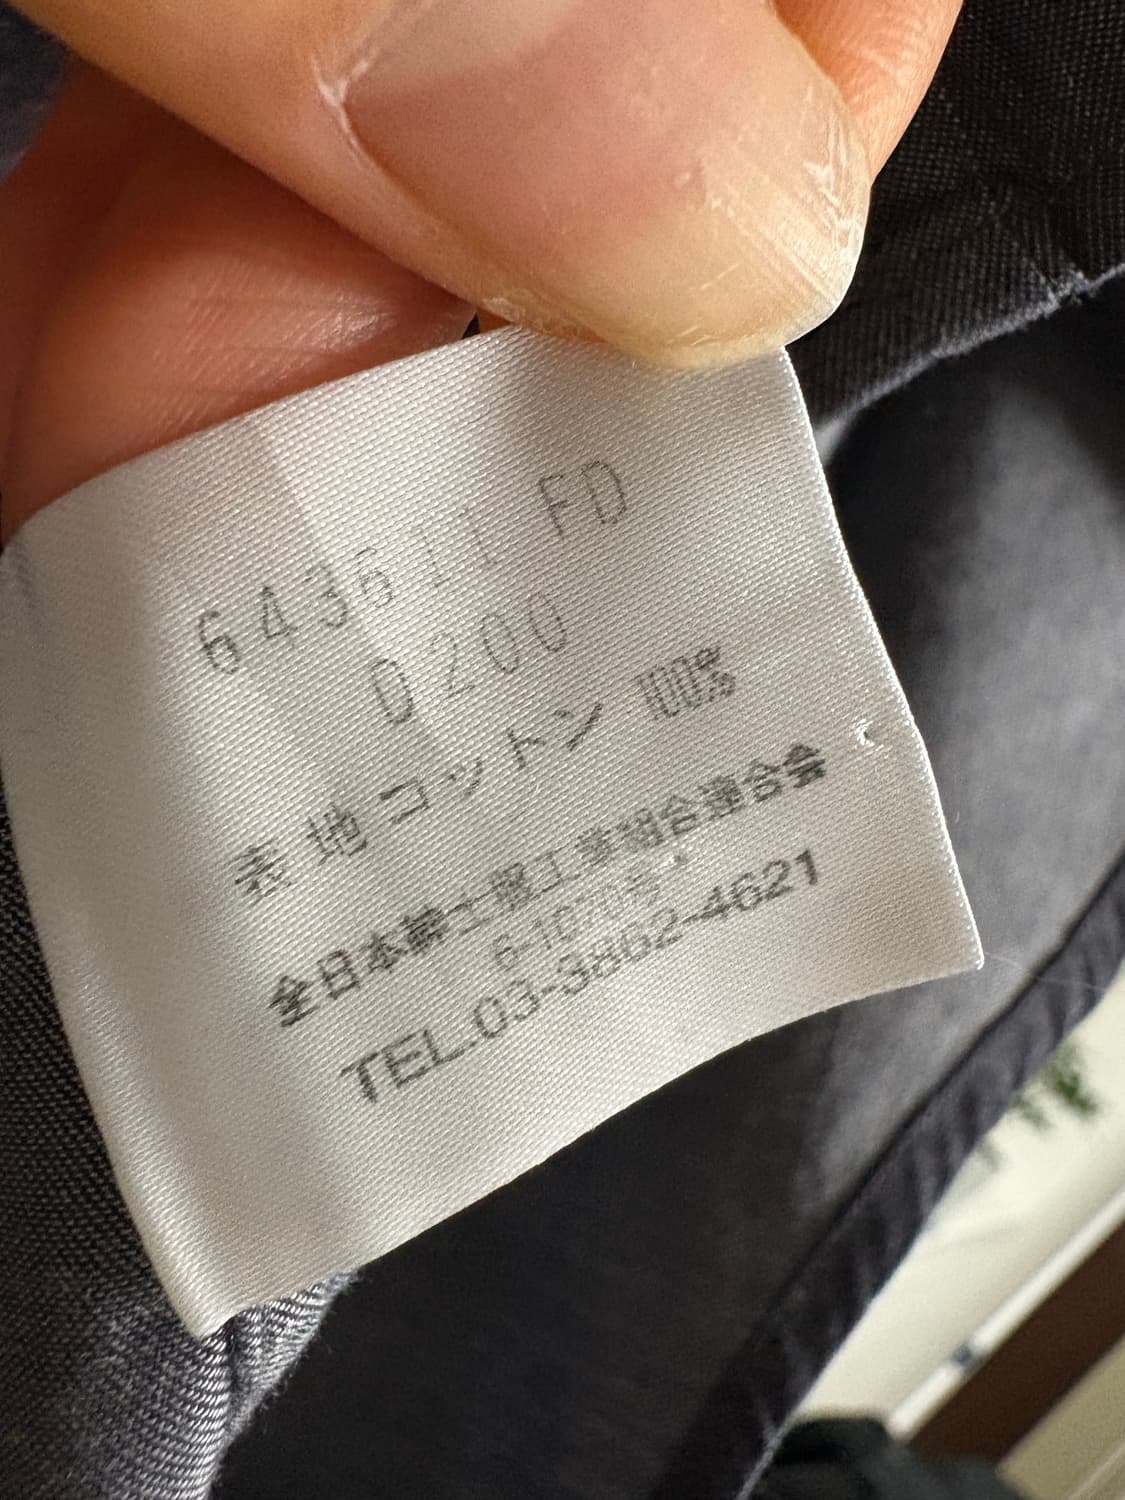 FD
0200
表地コットン 100%
全日本紳士服工業組合連合会
TEL.03-3862-4621